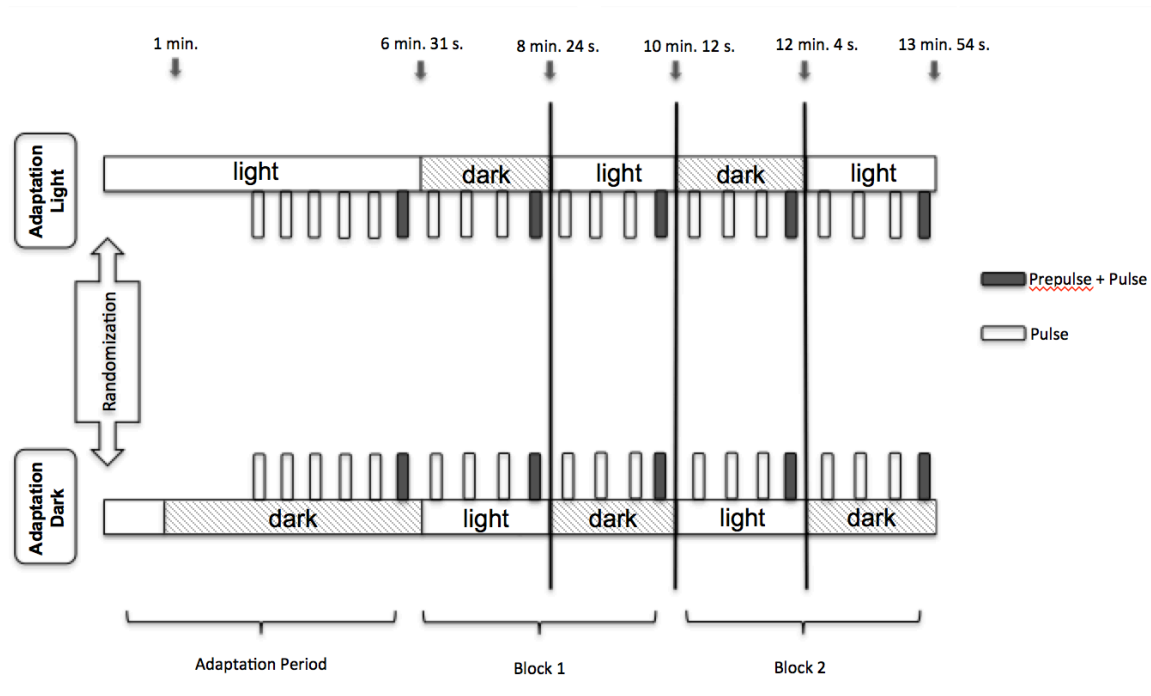 1 min.
6 min. 31 s.
8 min. 24 s.
10 min. 12 s.
12 min. 4 s.
13 min. 54 s.
Adaptation
Light
light
dark
light
dark
light
Randomization
Prepulse + Pulse
Pulse
Adaptation
Dark
dark
light
dark
light
dark
Adaptation Period
Block 1
Block 2